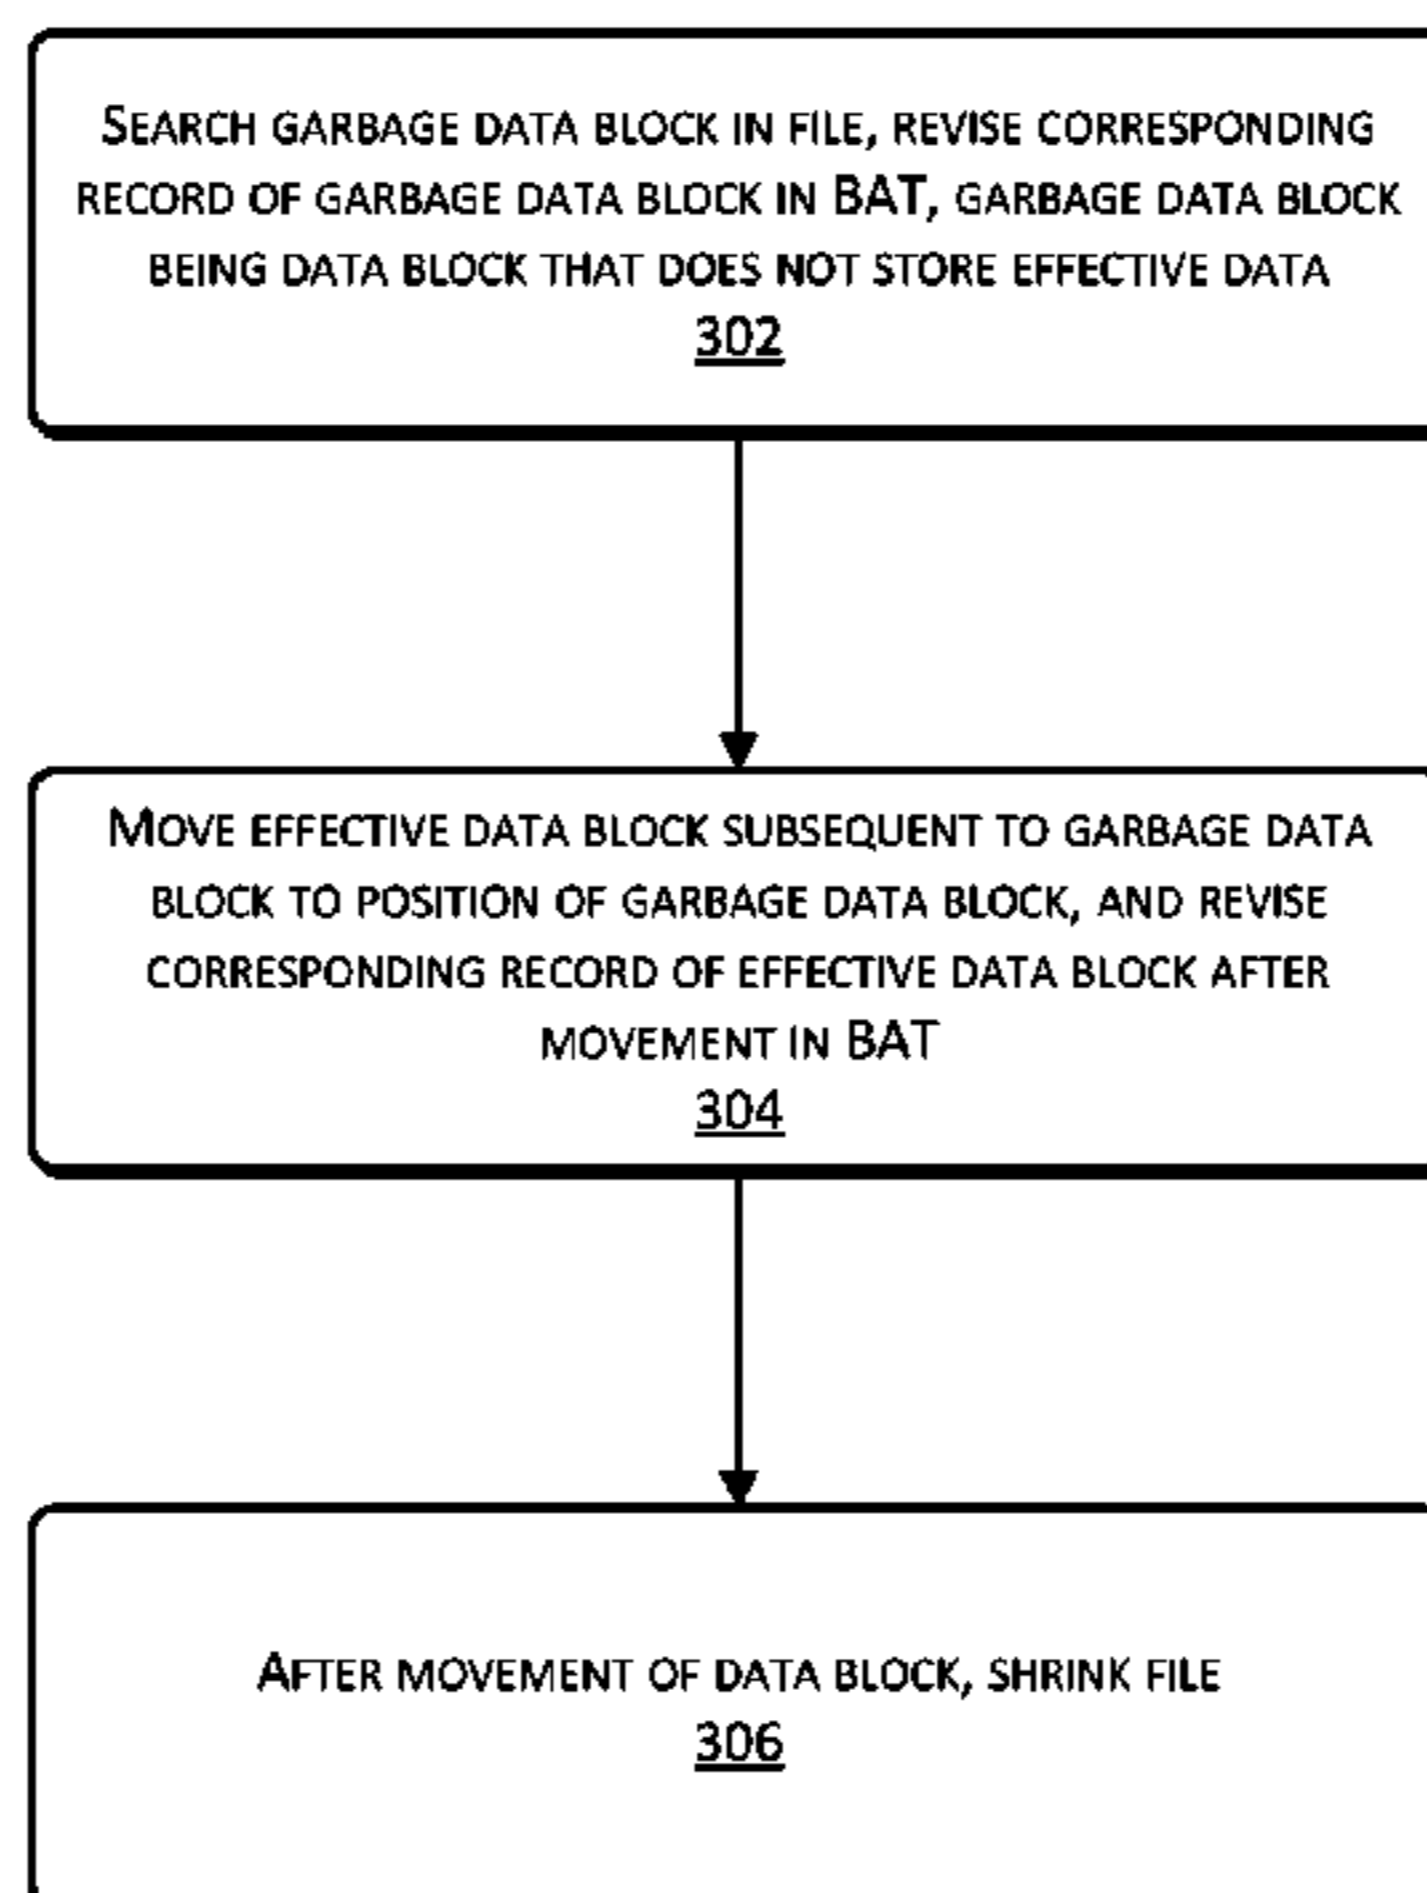 SEARCH GARBAGE DATA BLOCK IN FILE, REVISE CORRESPONDING
RECORD OF GARBAGE DATA BLOCK IN BAT, GARBAGE DATA BLOCK
BEING DATA BLOCK THAT DOES NOT STORE EFFECTIVE DATA
302
MOVE EFFECTIVE DATA BLOCK SUBSEQUENT TO GARBAGE DATA
BLOCK TO POSITION OF GARBAGE DATA BLOCK, AND REVISE
CORRESPONDING RECORD OF EFFECTIVE DATA BLOCK AFTER
MOVEMENT IN BAT
304
AFTER MOVEMENT OF DATA BLOCK, SHRINK FILE
306